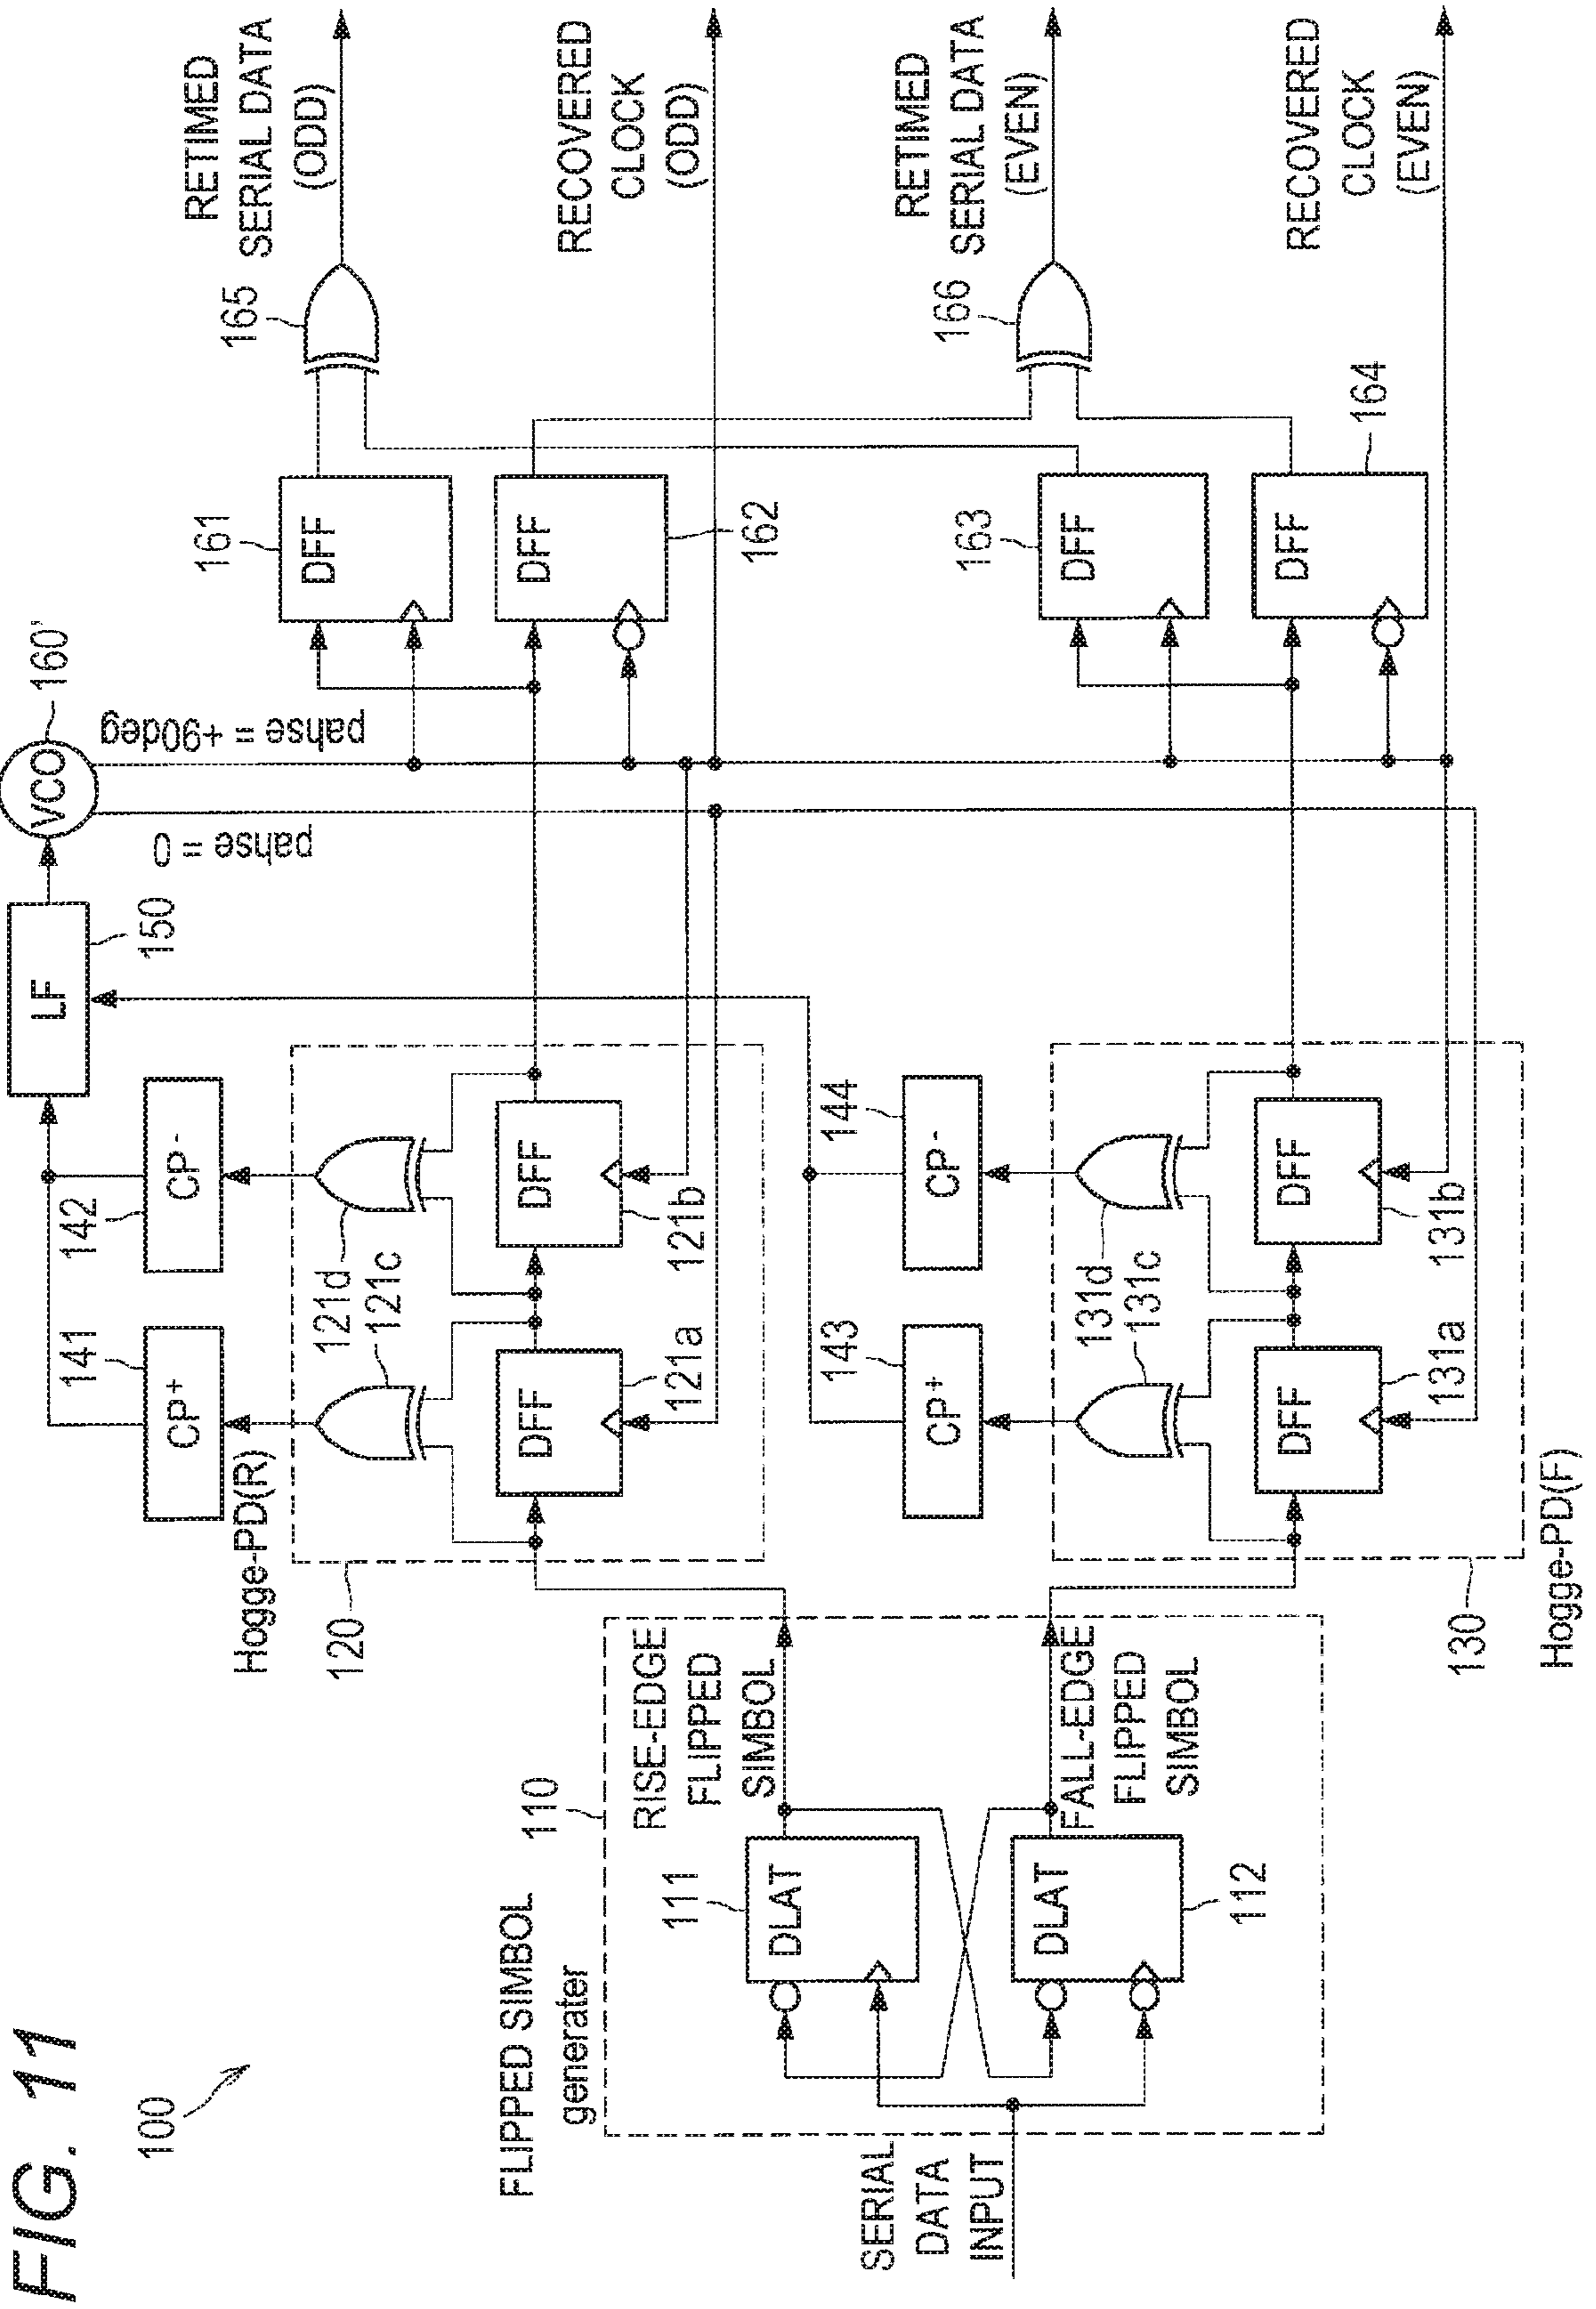 FIG. 11
100
SERIAL
DATA
INPUT
FLIPPED SIMBOL
generater
110
111
DLAT
DLAT
112
RISE-EDGE
FLIPPED
SIMBOL
FALL-EDGE
FLIPPED
SIMBOL
Hogge-PD(R)
120
141
CP+
142
CP-
121d
121c
DFF
121a
DFF
121b
LF
150
VCO
160'
pahse = 0
pahse = +90deg
143
CP+
144
CP-
131d
131c
DFF
131a
DFF
131b
130
Hogge-PD(F)
161
DFF
DFF
162
163
DFF
DFF
164
165
166
RETIMED
SERIAL DATA
(ODD)
RECOVERED
CLOCK
(ODD)
RETIMED
SERIAL DATA
(EVEN)
RECOVERED
CLOCK
(EVEN)